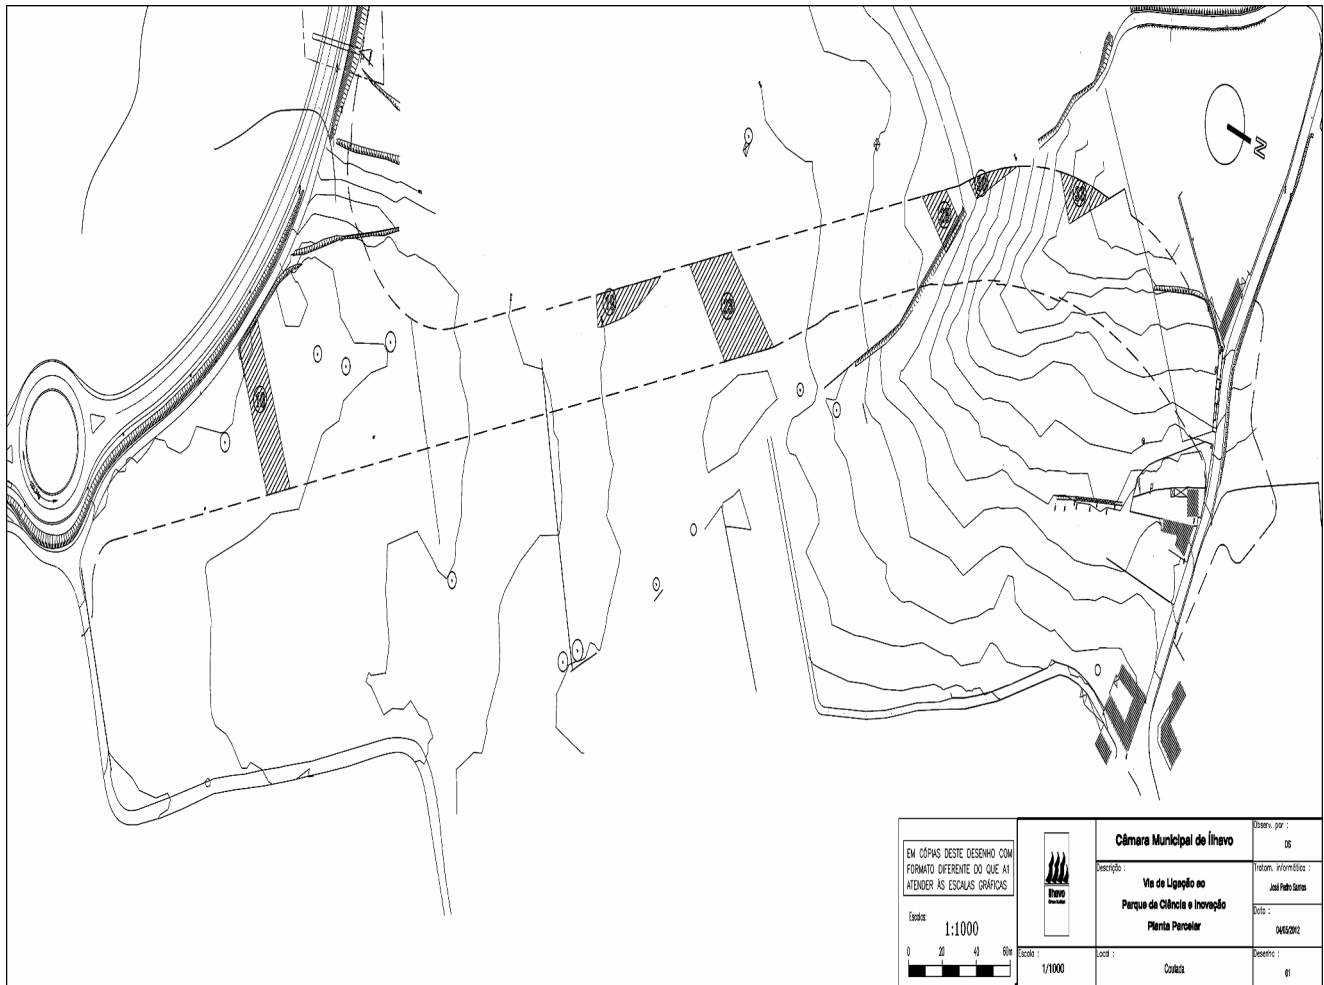 N
EM CÓPIAS DESTE DESENHO COM
FORMATO DIFERENTE DO QUE A1
ATENDER ÀS ESCALAS GRÁFICAS
Escalas:
1:1000
0 20 40 60m
Ílhavo
Câmara Municipal de Ílhavo
Descrição :
Via de Ligação ao
Parque da Ciência e Inovação
Planta Parcelar
Observ. por :
DS
Tratam. informático :
José Pedro Santos
Data :
04/05/2012
Escala :
1/1000
Local :
Coutada
Desenho :
01